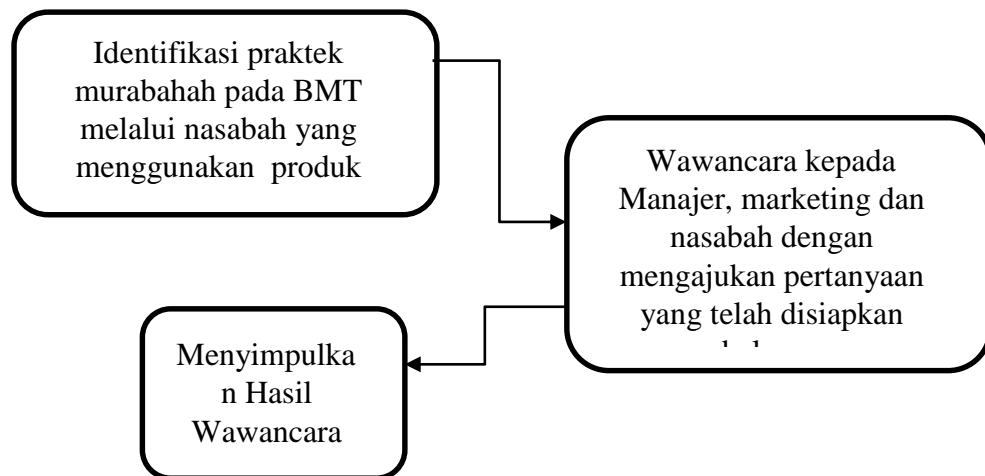 Identifikasi praktek
murabahah pada BMT
melalui nasabah yang
menggunakan produk
Wawancara kepada
Manajer, marketing dan
nasabah dengan
mengajukan pertanyaan
yang telah disiapkan
Menyimpulka
n Hasil
Wawancara